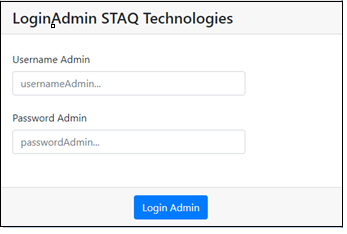 LoginAdmin STAQ Technologies
Username Admin
usernameAdmin...
Password Admin
passwordAdmin...
Login Admin